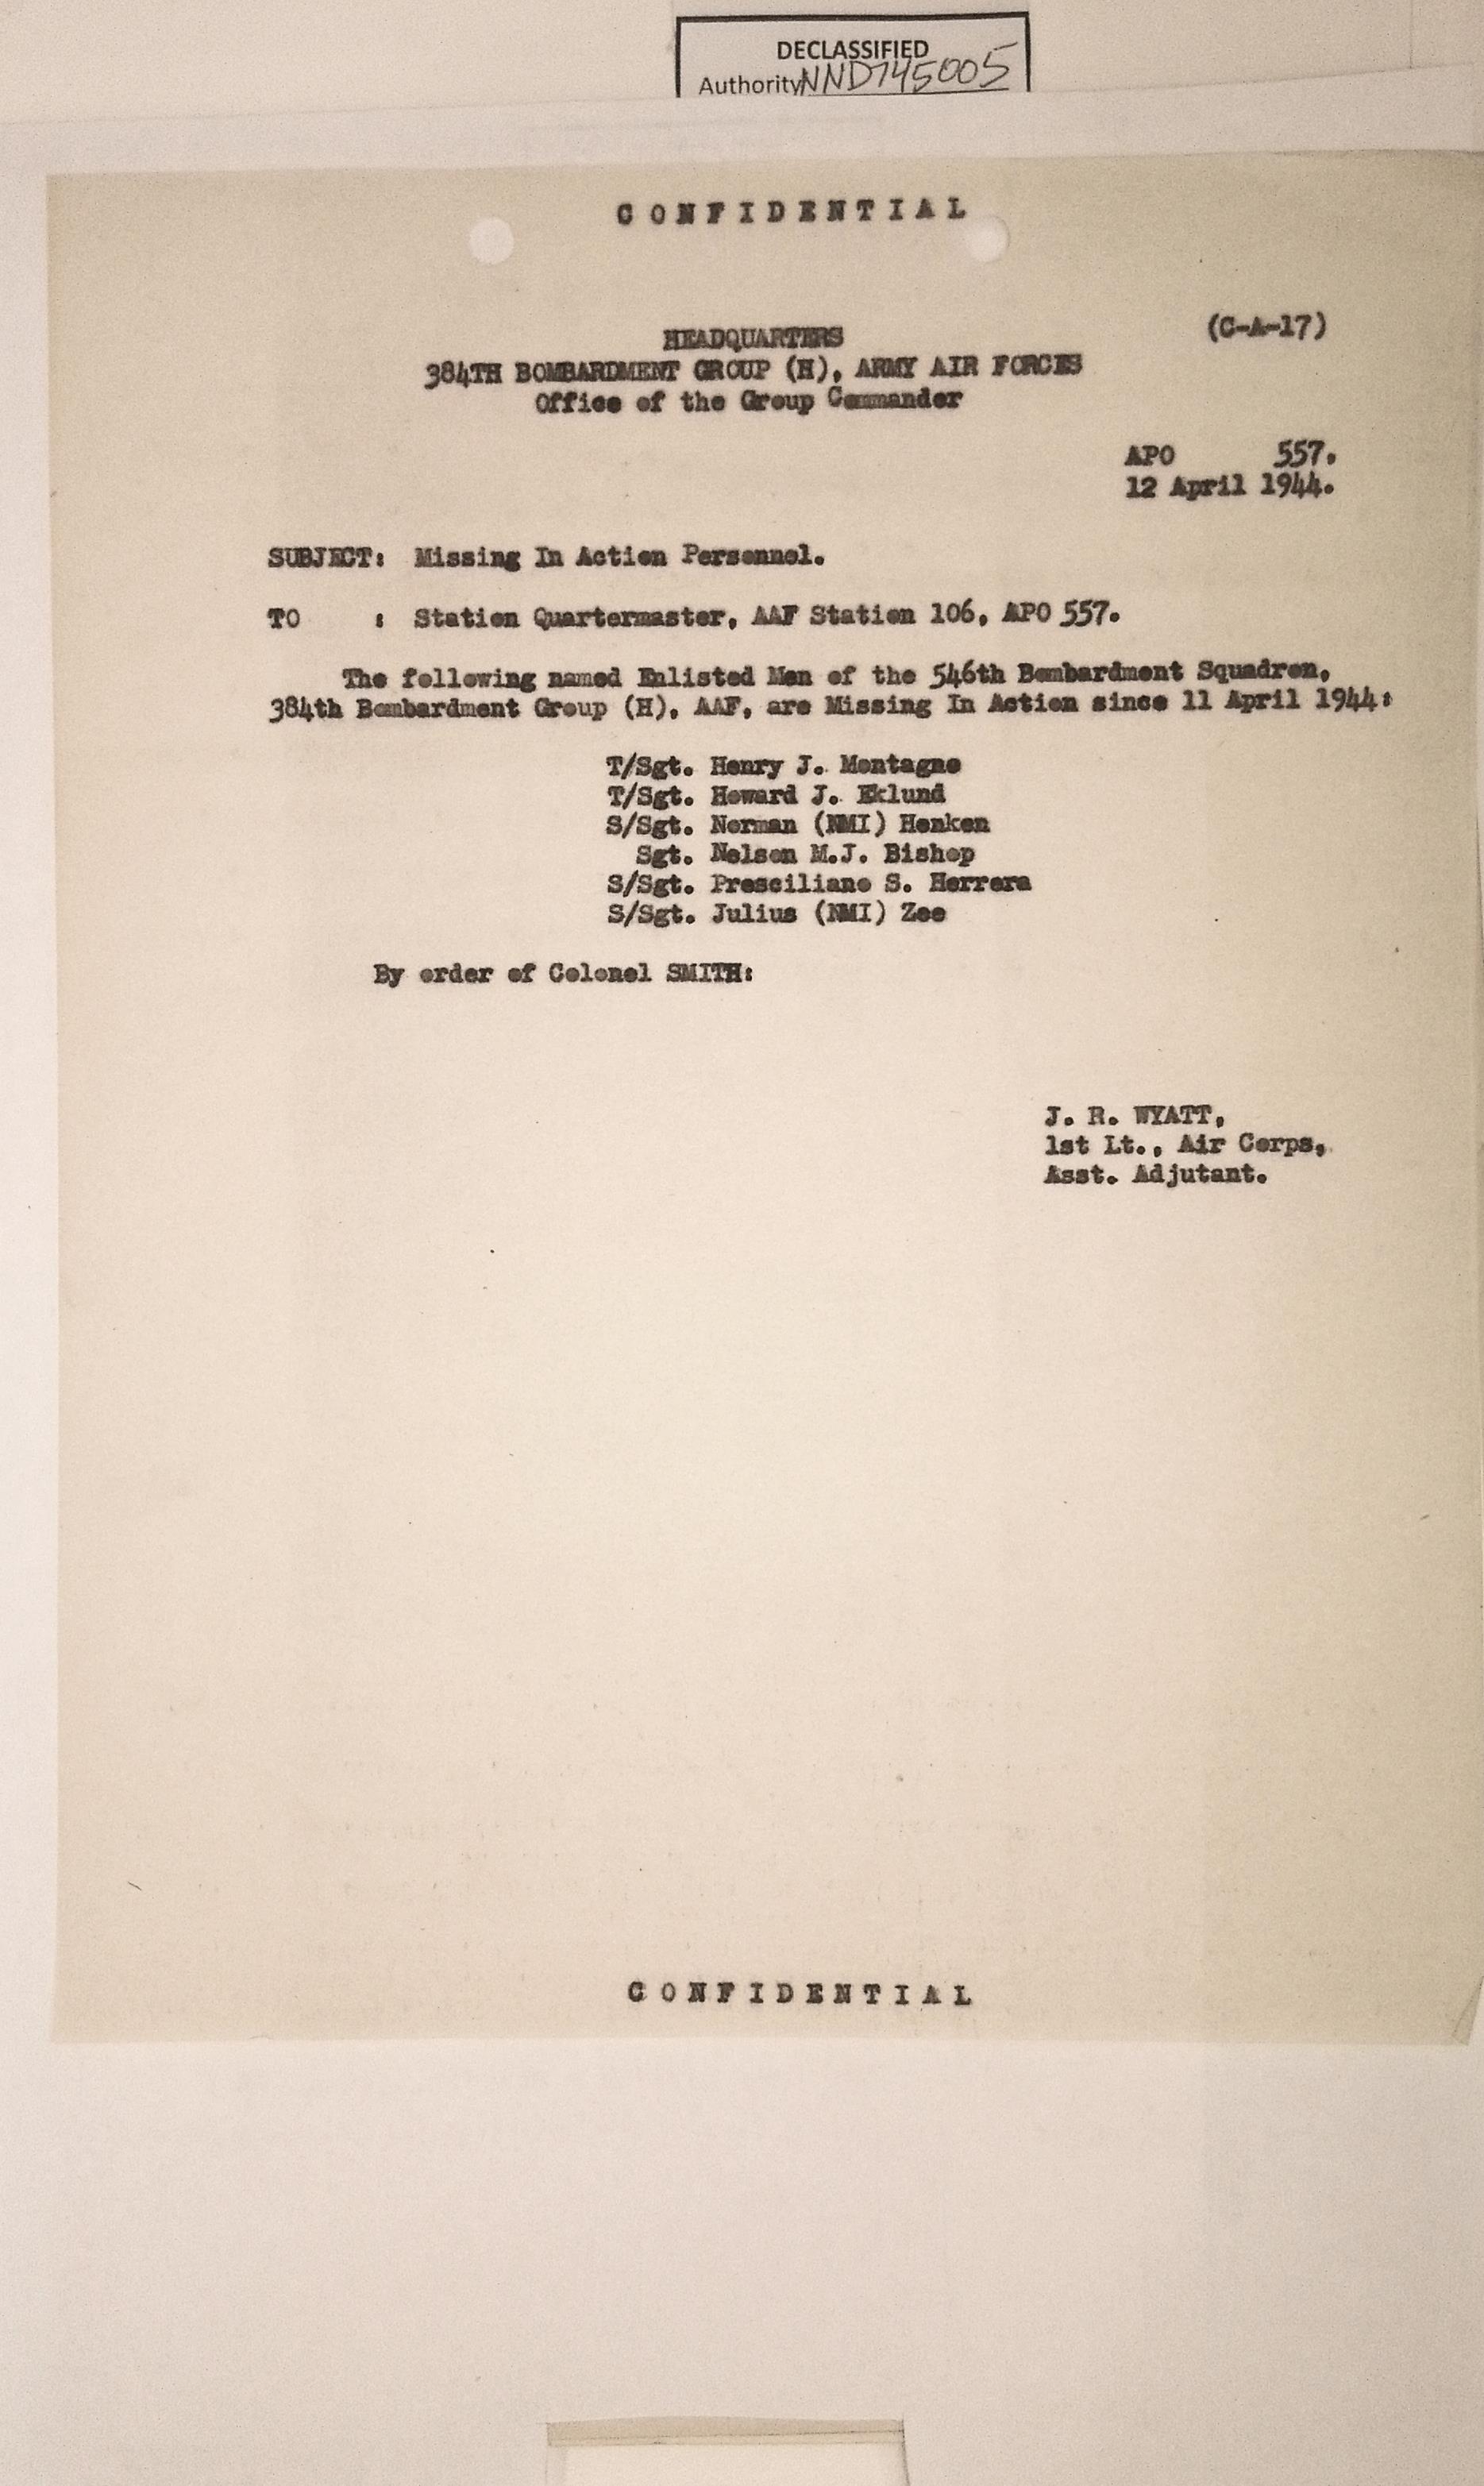 DECLASSIFIED
Authority NND745005
CONFIDENTIAL
(C-A-17)
HEADQUARTERS
384TH BOMBARDMENT GROUP (H), ARMY AIR FORCES
Office of the Group Commander
APO 557.
12 April 1944.
SUBJECT: Missing In Action Personnel.
TO : Station Quartermaster, AAF Station 106, APO 557.
The following named Enlisted Men of the 546th Bombardment Squadron,
384th Bombardment Group (H), AAF, are Missing In Action since 11 April 1944:
T/Sgt. Henry J. Montagne
T/Sgt. Howard J. Eklund
S/Sgt. Norman (NMI) Henken
Sgt. Nelson M.J. Bishop
S/Sgt. Presciliano S. Herrera
S/Sgt. Julius (NMI) Zee
By order of Colonel SMITH:
J. R. WYATT,
1st Lt., Air Corps,
Asst. Adjutant.
CONFIDENTIAL